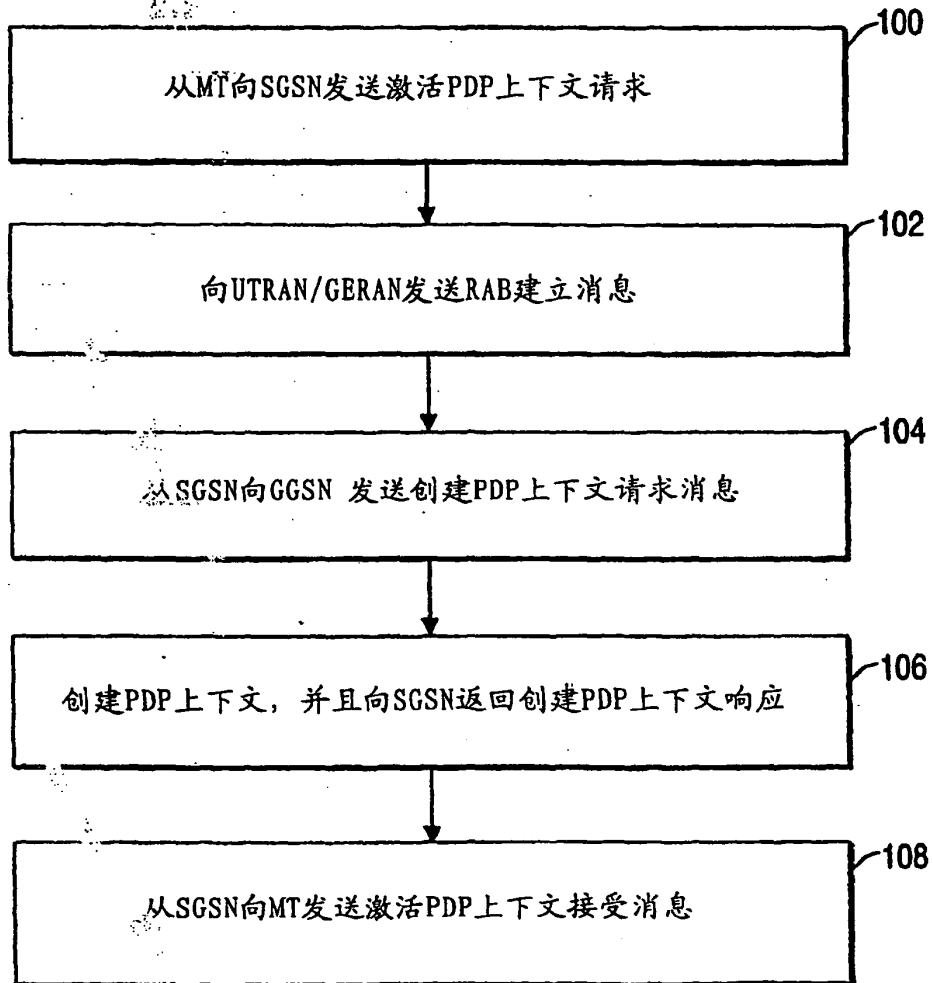 100
从MT向SGSN发送激活PDP上下文请求
102
向UTRAN/GERAN发送RAB建立消息
104
从SGSN向GGSN 发送创建PDP上下文请求消息
106
创建PDP上下文，并且向SGSN返回创建PDP上下文响应
108
从SGSN向MT发送激活PDP上下文接受消息